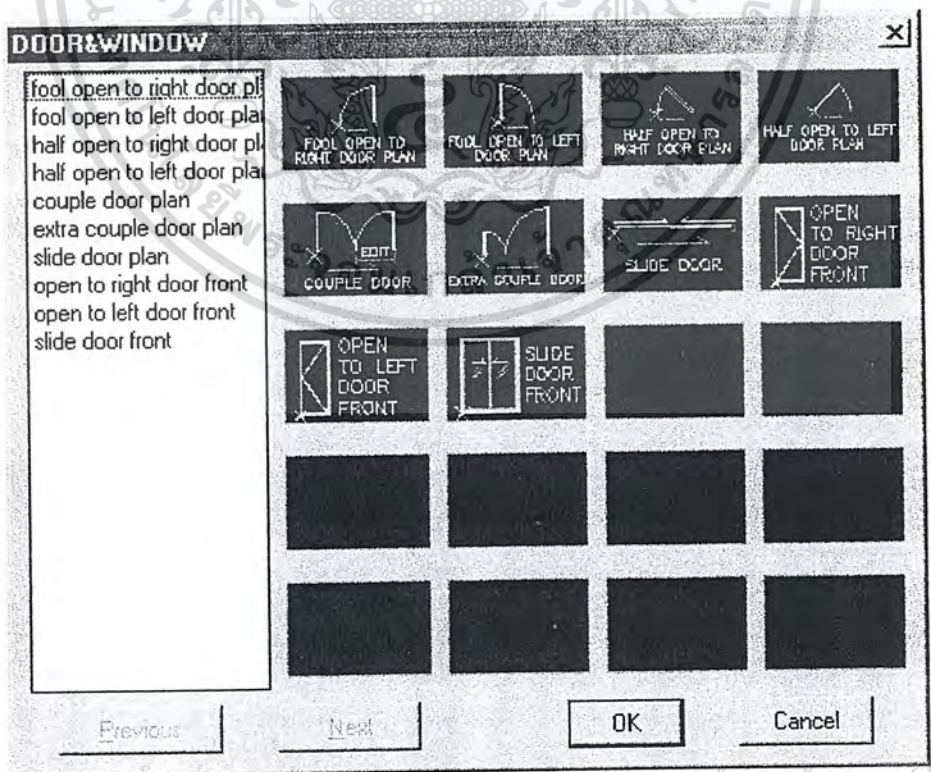 DOOR&WINDOW
fool open to right door pl
fool open to left door plan
half open to right door pl
half open to left door plan
couple door plan
extra couple door plan
slide door plan
open to right door front
open to left door front
slide door front
FOOL OPEN TO
RIGHT DOOR PLAN
FOOL OPEN TO LEFT
DOOR PLAN
HALF OPEN TO
RIGHT DOOR PLAN
HALF OPEN TO LEFT
DOOR PLAN
EDIT
COUPLE DOOR
EXTRA COUPLE DOOR
SLIDE DOOR
OPEN
TO RIGHT
DOOR
FRONT
OPEN
TO LEFT
DOOR
FRONT
SLIDE
DOOR
FRONT
Previous
Next
OK
Cancel